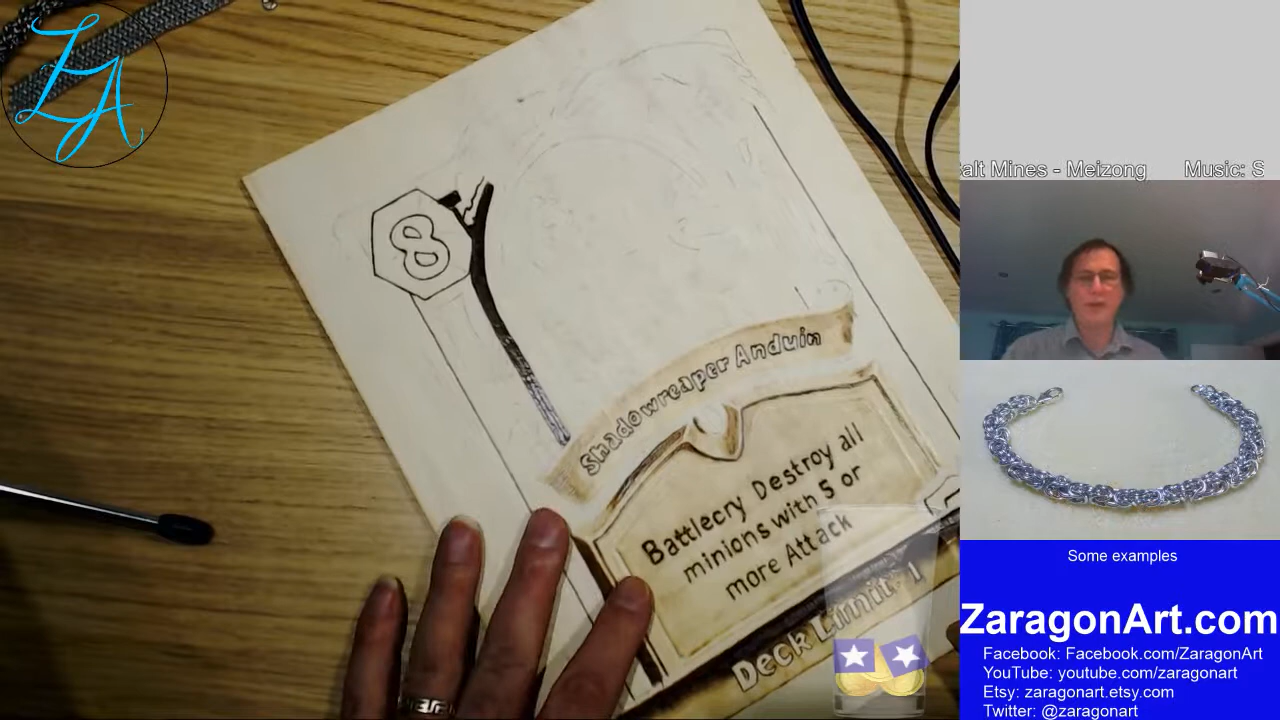 ZA
8
Shadowreaper Anduin
Battlecry Destroy all
minions with 5 or
more Attack
Deck Limit: 1
alt Mines - Meizong Music: S
Some examples
ZaragonArt.com
Facebook: Facebook.com/ZaragonArt
YouTube: youtube.com/zaragonart
Etsy: zaragonart.etsy.com
Twitter: @zaragonart